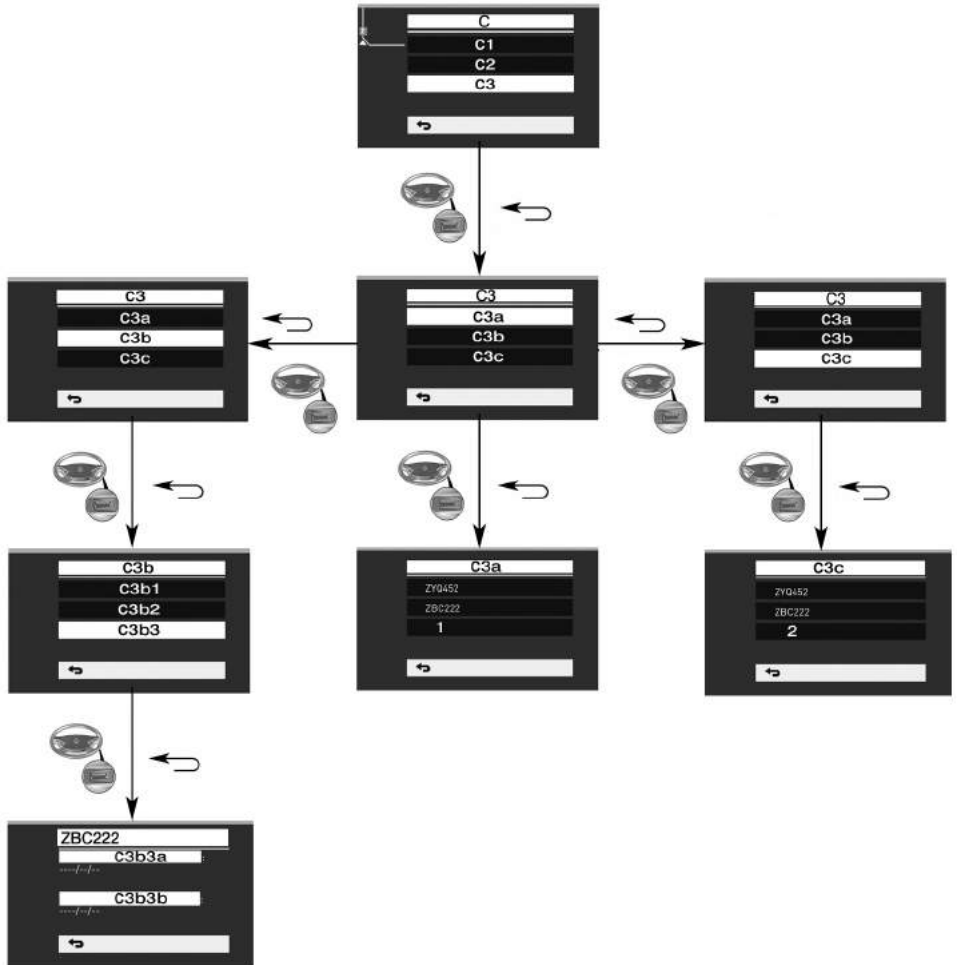 C
C1
C2
C3
C3
C3a
C3b
C3c
C3
C3a
C3b
C3c
C3
C3a
C3b
C3c
C3b
C3b1
C3b2
C3b3
C3a
ZYQ452
ZBC222
1
C3c
ZYQ452
ZBC222
2
ZBC222
C3b3a :
----/--/--
C3b3b :
----/--/--